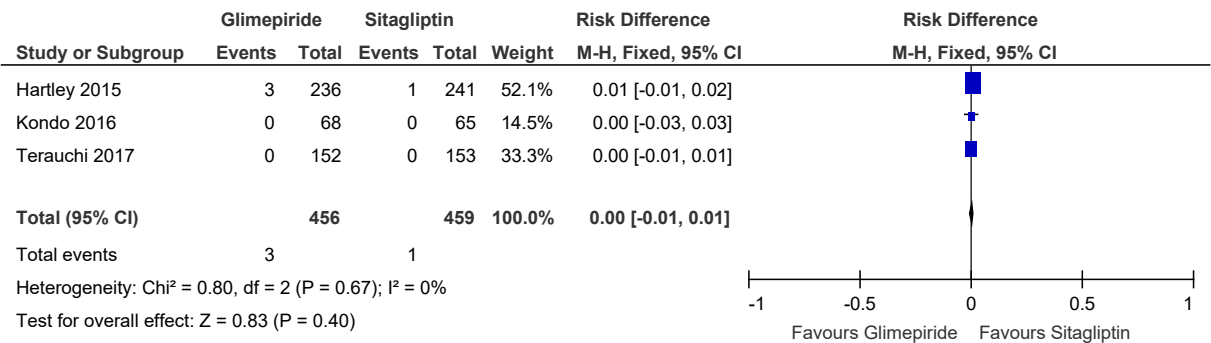 Glimepiride Sitagliptin Risk Difference Risk Difference
Study or Subgroup Events Total Events Total Weight M-H, Fixed, 95% CI M-H, Fixed, 95% CI
Hartley 2015 3 236 1 241 52.1% 0.01 [-0.01, 0.02]
Kondo 2016 0 68 0 65 14.5% 0.00 [-0.03, 0.03]
Terauchi 2017 0 152 0 153 33.3% 0.00 [-0.01, 0.01]
Total (95% CI) 456 459 100.0% 0.00 [-0.01, 0.01]
Total events 3 1
Heterogeneity: Chi² = 0.80, df = 2 (P = 0.67); I² = 0%
Test for overall effect: Z = 0.83 (P = 0.40)
-1 -0.5 0 0.5 1
Favours Glimepiride Favours Sitagliptin